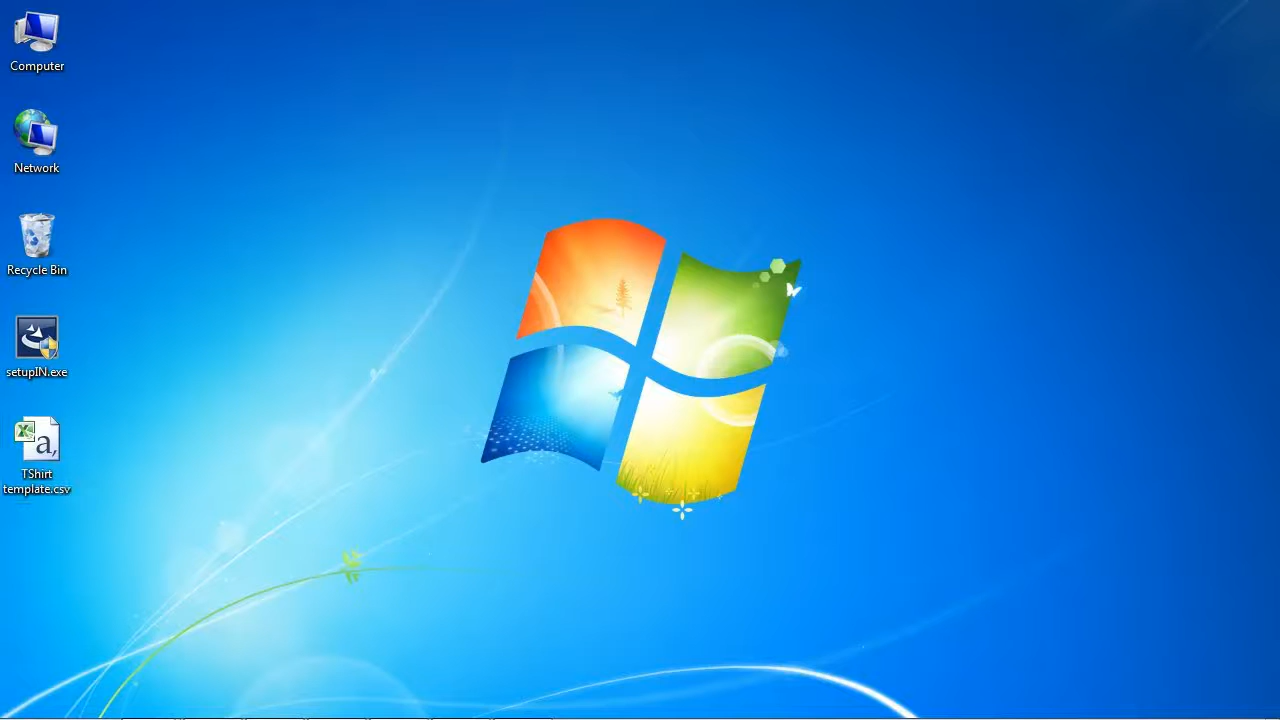 Computer
Network
Recycle Bin
setupIN.exe
a,
TShirt
template.csv